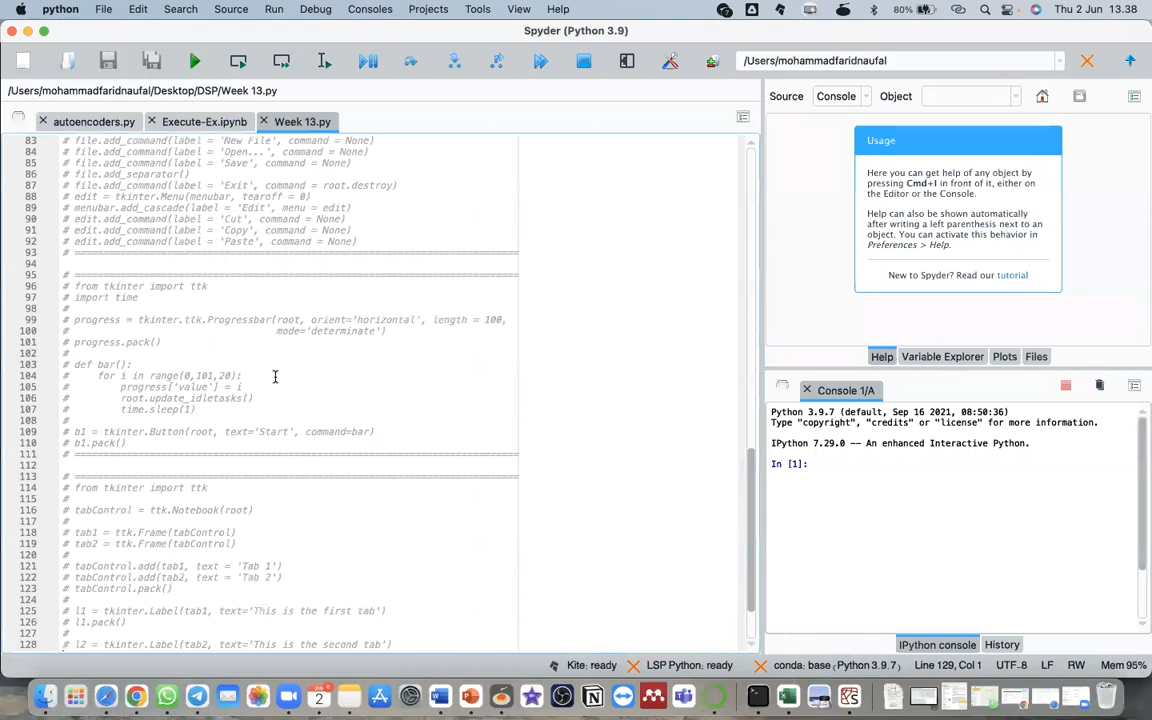 python File Edit Search Source Run Debug Consoles Projects Tools View Help 80% Thu 2 Jun 13.38
Spyder (Python 3.9)
/Users/mohammadfaridnaufal
/Users/mohammadfaridnaufal/Desktop/DSP/Week 13.py
autoencoders.py Execute-Ex.ipynb Week 13.py
83 # file.add_command(label = 'New File', command = None)
84 # file.add_command(label = 'Open...', command = None)
85 # file.add_command(label = 'Save', command = None)
86 # file.add_separator()
87 # file.add_command(label = 'Exit', command = root.destroy)
88 # edit = tkinter.Menu(menubar, tearoff = 0)
89 # menubar.add_cascade(label = 'Edit', menu = edit)
90 # edit.add_command(label = 'Cut', command = None)
91 # edit.add_command(label = 'Copy', command = None)
92 # edit.add_command(label = 'Paste', command = None)
93 # =============================================================================
94
95 # =============================================================================
96 # from tkinter import ttk
97 # import time
98 #
99 # progress = tkinter.ttk.Progressbar(root, orient='horizontal', length = 100,
100 #                                    mode='determinate')
101 # progress.pack()
102 #
103 # def bar():
104 #     for i in range(0,101,20):
105 #         progress['value'] = i
106 #         root.update_idletasks()
107 #         time.sleep(1)
108 #
109 # b1 = tkinter.Button(root, text='Start', command=bar)
110 # b1.pack()
111 # =============================================================================
112
113 # =============================================================================
114 # from tkinter import ttk
115 #
116 # tabControl = ttk.Notebook(root)
117 #
118 # tab1 = ttk.Frame(tabControl)
119 # tab2 = ttk.Frame(tabControl)
120 #
121 # tabControl.add(tab1, text = 'Tab 1')
122 # tabControl.add(tab2, text = 'Tab 2')
123 # tabControl.pack()
124 #
125 # l1 = tkinter.Label(tab1, text='This is the first tab')
126 # l1.pack()
127 #
128 # l2 = tkinter.Label(tab2, text='This is the second tab')
Source Console Object
Usage
Here you can get help of any object by
pressing Cmd+I in front of it, either on
the Editor or the Console.
Help can also be shown automatically
after writing a left parenthesis next to an
object. You can activate this behavior in
Preferences > Help.
New to Spyder? Read our tutorial
Help Variable Explorer Plots Files
Console 1/A
Python 3.9.7 (default, Sep 16 2021, 08:50:36)
Type "copyright", "credits" or "license" for more information.
IPython 7.29.0 -- An enhanced Interactive Python.
In [1]:
IPython console History
Kite: ready LSP Python: ready conda: base (Python 3.9.7) Line 129, Col 1 UTF-8 LF RW Mem 95%